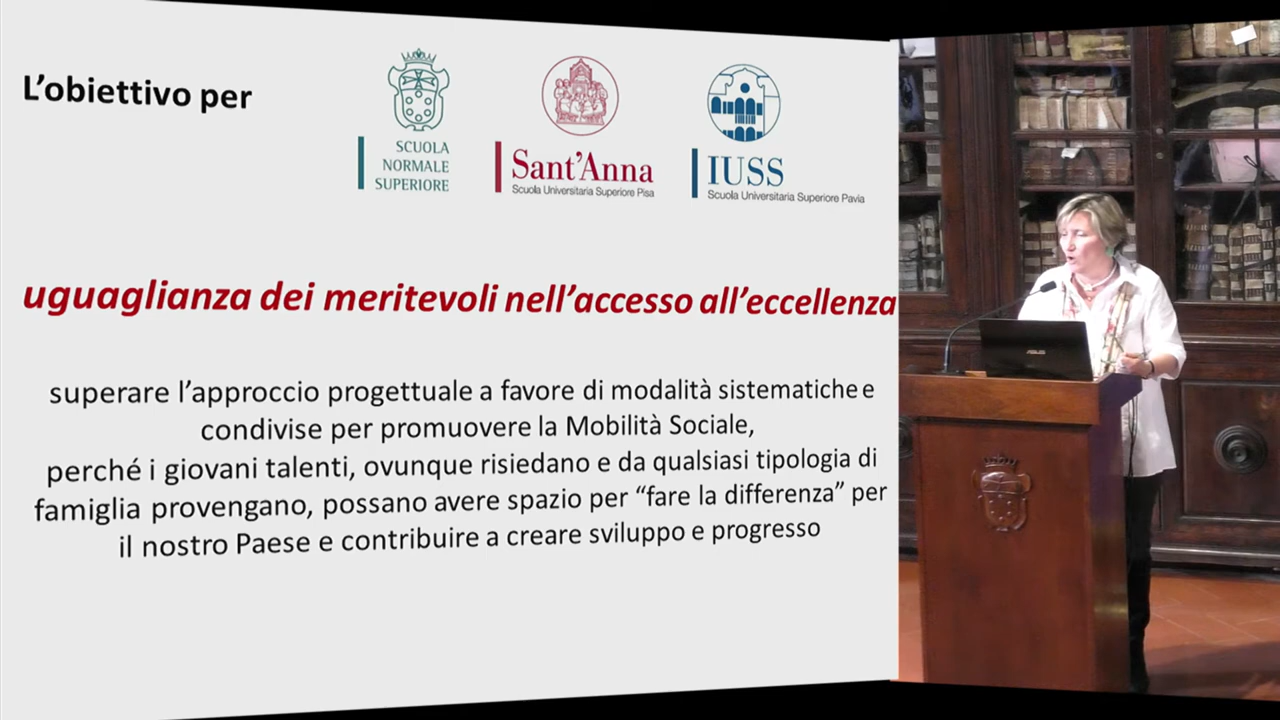 L'obiettivo per
SCUOLA
NORMALE
SUPERIORE
Sant'Anna
Scuola Universitaria Superiore Pisa
IUSS
Scuola Universitaria Superiore Pavia
uguaglianza dei meritevoli nell'accesso all'eccellenza
superare l'approccio progettuale a favore di modalità sistematiche e
condivise per promuovere la Mobilità Sociale,
perché i giovani talenti, ovunque risiedano e da qualsiasi tipologia di
famiglia provengano, possano avere spazio per “fare la differenza” per
il nostro Paese e contribuire a creare sviluppo e progresso
ASUS